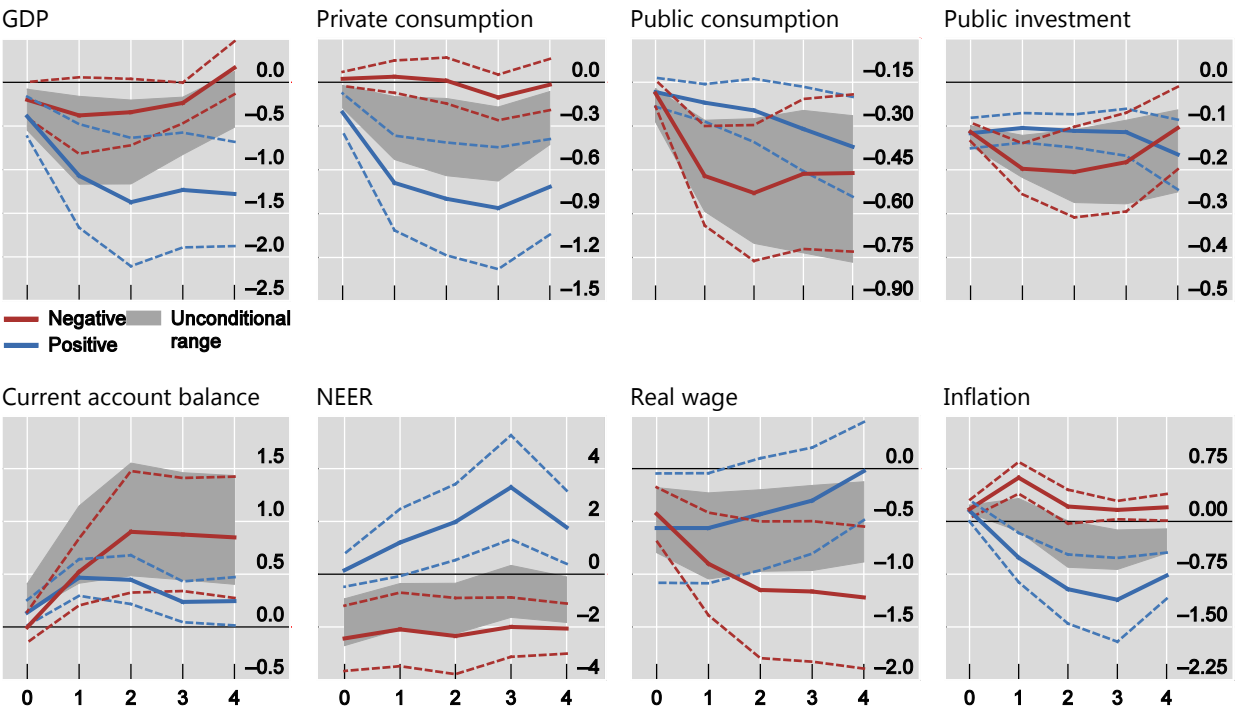 GDP
Private consumption
Public consumption
Public investment
0.0
–0.5
–1.0
–1.5
–2.0
–2.5
0.0
–0.3
–0.6
–0.9
–1.2
–1.5
–0.15
–0.30
–0.45
–0.60
–0.75
–0.90
0.0
–0.1
–0.2
–0.3
–0.4
–0.5
Negative
Positive
Unconditional
range
Current account balance
NEER
Real wage
Inflation
1.5
1.0
0.5
0.0
–0.5
4
2
0
–2
–4
0.0
–0.5
–1.0
–1.5
–2.0
0.75
0.00
–0.75
–1.50
–2.25
0 1 2 3 4
0 1 2 3 4
0 1 2 3 4
0 1 2 3 4